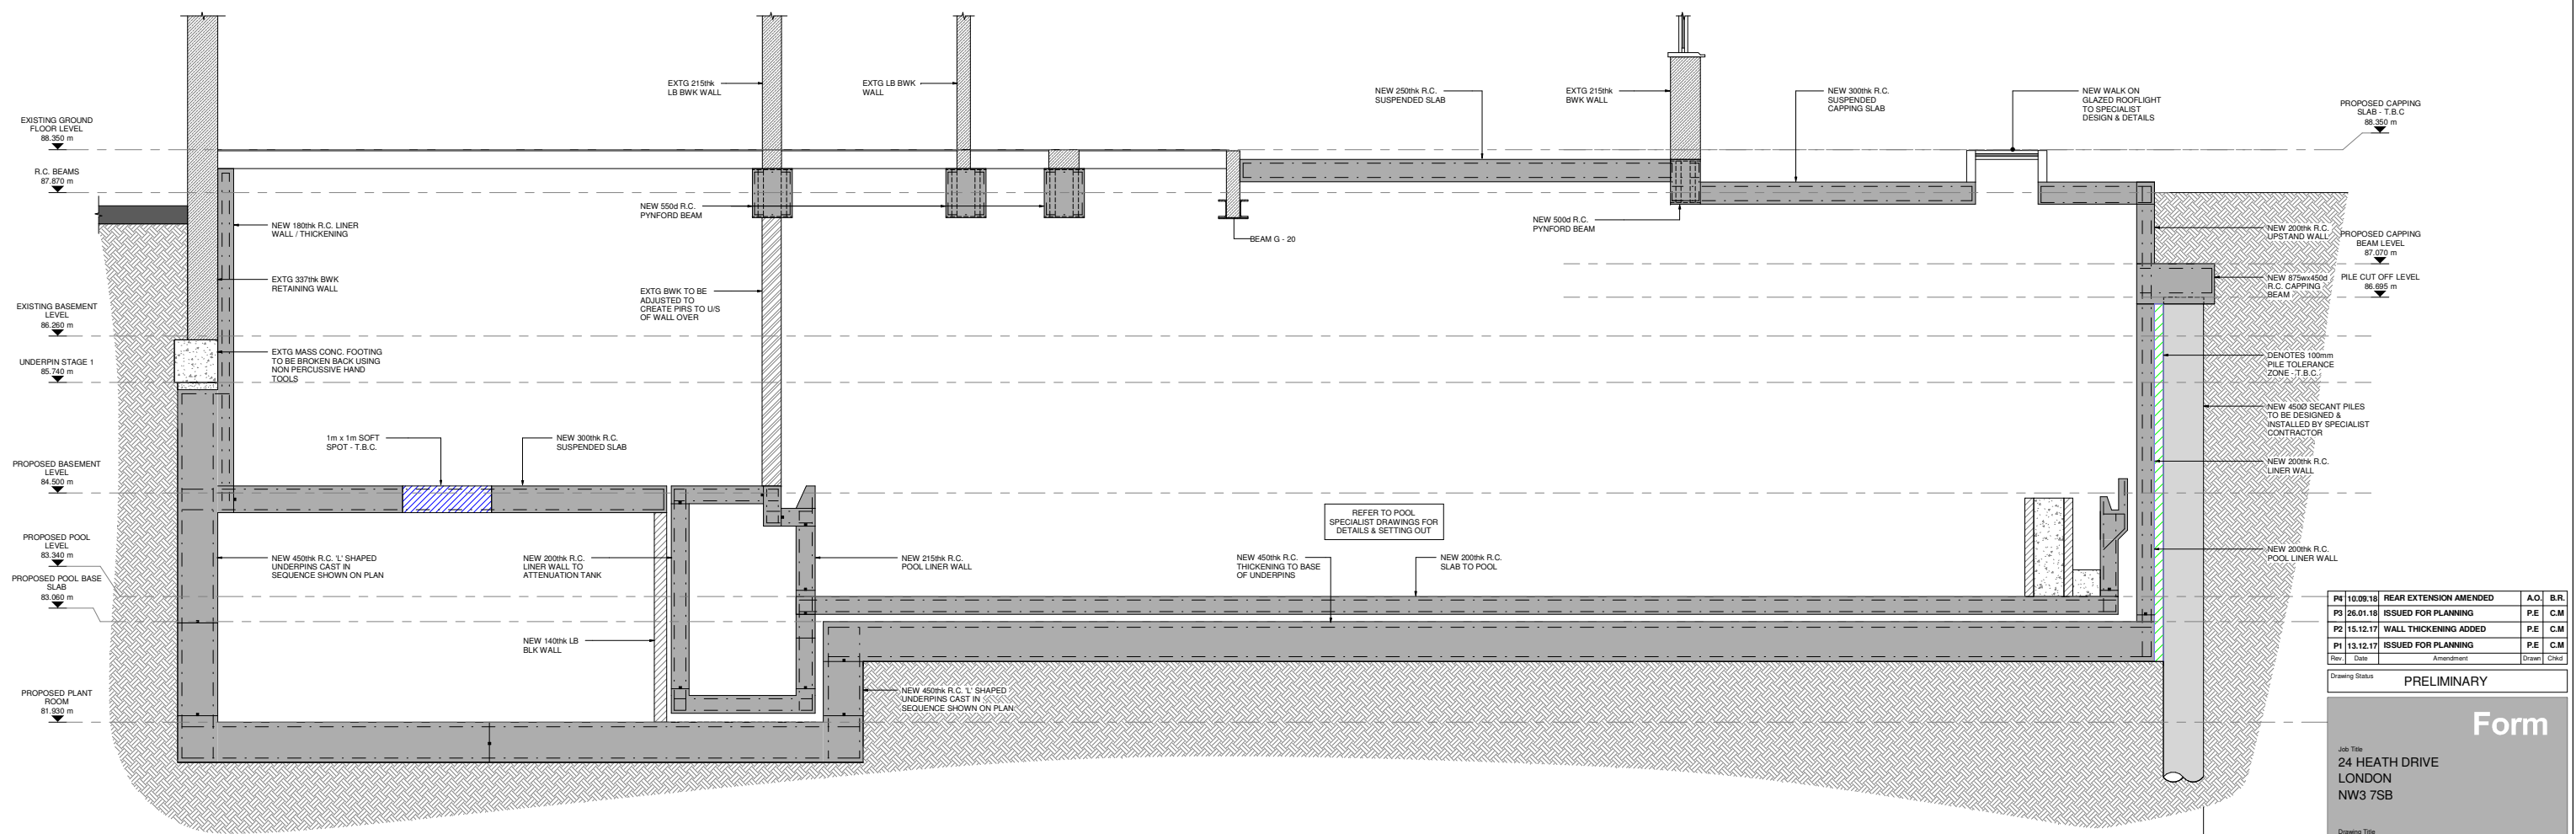 EXISTING GROUND
FLOOR LEVEL
88.350 m
R.C. BEAMS
87.870 m
EXISTING BASEMENT
LEVEL
86.260 m
UNDERPIN STAGE 1
85.740 m
PROPOSED BASEMENT
LEVEL
84.500 m
PROPOSED POOL
LEVEL
83.340 m
PROPOSED POOL BASE
SLAB
83.060 m
PROPOSED PLANT
ROOM
81.930 m
NEW 180thk R.C. LINER
WALL / THICKENING
EXTG 337thk BWK
RETAINING WALL
EXTG MASS CONC. FOOTING
TO BE BROKEN BACK USING
NON PERCUSSIVE HAND
TOOLS
1m x 1m SOFT
SPOT - T.B.C.
NEW 300thk R.C.
SUSPENDED SLAB
NEW 450thk R.C. 'L' SHAPED
UNDERPINS CAST IN
SEQUENCE SHOWN ON PLAN
NEW 200thk R.C.
LINER WALL TO
ATTENUATION TANK
NEW 140thk LB
BLK WALL
EXTG 215thk
LB BWK WALL
EXTG LB BWK
WALL
NEW 550d R.C.
PYNFORD BEAM
EXTG BWK TO BE
ADJUSTED TO
CREATE PIRS TO U/S
OF WALL OVER
NEW 215thk R.C.
POOL LINER WALL
NEW 450thk R.C. 'L' SHAPED
UNDERPINS CAST IN
SEQUENCE SHOWN ON PLAN
BEAM G - 20
NEW 250thk R.C.
SUSPENDED SLAB
EXTG 215thk
BWK WALL
NEW 500d R.C.
PYNFORD BEAM
NEW 300thk R.C.
SUSPENDED
CAPPING SLAB
NEW WALK ON
GLAZED ROOFLIGHT
TO SPECIALIST
DESIGN & DETAILS
REFER TO POOL
SPECIALIST DRAWINGS FOR
DETAILS & SETTING OUT
NEW 450thk R.C.
THICKENING TO BASE
OF UNDERPINS
NEW 200thk R.C.
SLAB TO POOL
PROPOSED CAPPING
SLAB - T.B.C
88.350 m
NEW 200thk R.C.
UPSTAND WALL
PROPOSED CAPPING
BEAM LEVEL
87.070 m
NEW 875wx450d
R.C. CAPPING
BEAM
PILE CUT OFF LEVEL
86.695 m
DENOTES 100mm
PILE TOLERANCE
ZONE - T.B.C.
NEW 450Ø SECANT PILES
TO BE DESIGNED &
INSTALLED BY SPECIALIST
CONTRACTOR
NEW 200thk R.C.
LINER WALL
NEW 200thk R.C.
POOL LINER WALL
P4 10.09.18 REAR EXTENSION AMENDED A.O. B.R.
P3 26.01.18 ISSUED FOR PLANNING P.E C.M
P2 15.12.17 WALL THICKENING ADDED P.E C.M
P1 13.12.17 ISSUED FOR PLANNING P.E C.M
Rev. Date Amendment Drawn Chkd
Drawing Status PRELIMINARY
Form
Job Title
24 HEATH DRIVE
LONDON
NW3 7SB
Drawing Title